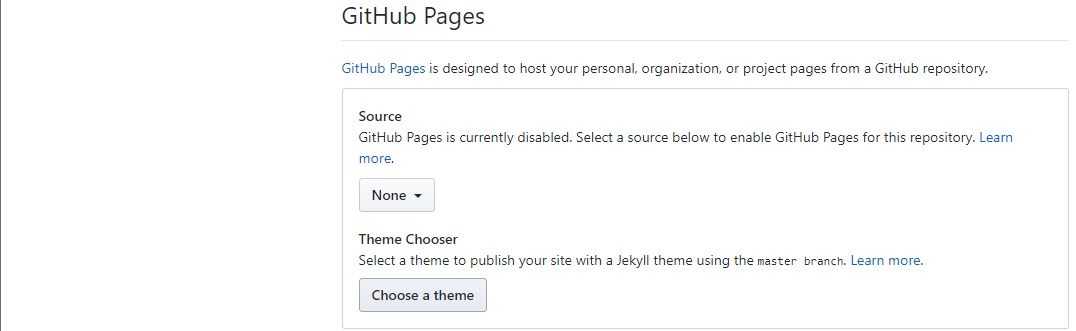 GitHub Pages
GitHub Pages is designed to host your personal, organization, or project pages from a GitHub repository.
Source
GitHub Pages is currently disabled. Select a source below to enable GitHub Pages for this repository. Learn
more.
None
Theme Chooser
Select a theme to publish your site with a Jekyll theme using the master branch. Learn more.
Choose a theme